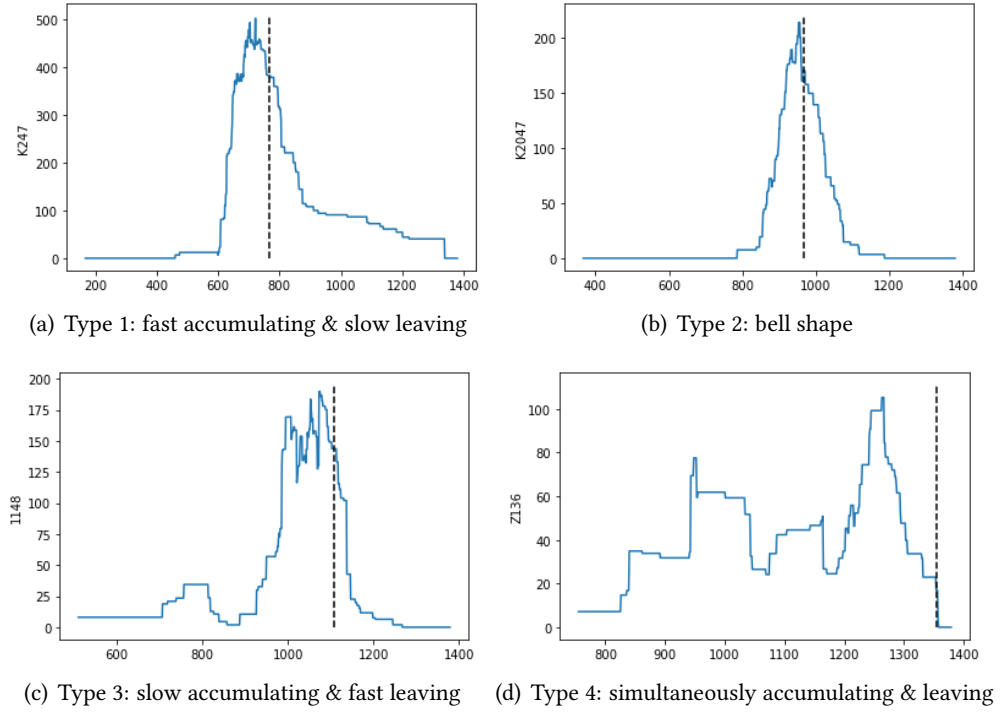 500
400
300
200
100
0
K247
200 400 600 800 1000 1200 1400
(a) Type 1: fast accumulating & slow leaving
200
150
100
50
0
K2047
400 600 800 1000 1200 1400
(b) Type 2: bell shape
200
175
150
125
100
75
50
25
0
1148
600 800 1000 1200 1400
(c) Type 3: slow accumulating & fast leaving
100
80
60
40
20
0
Z136
800 900 1000 1100 1200 1300 1400
(d) Type 4: simultaneously accumulating & leaving